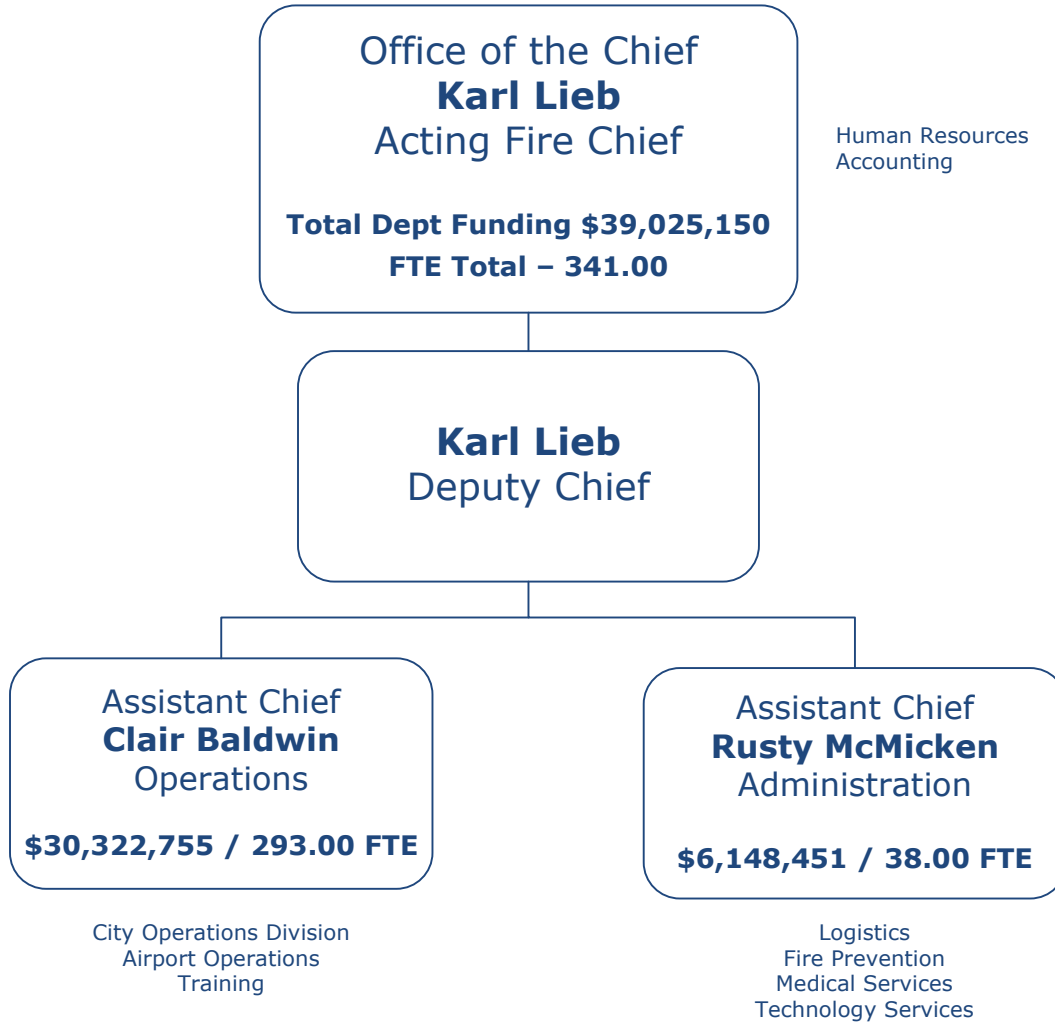 Office of the Chief
Karl Lieb
Acting Fire Chief
Total Dept Funding $39,025,150
FTE Total – 341.00
Human Resources
Accounting
Karl Lieb
Deputy Chief
Assistant Chief
Clair Baldwin
Operations
$30,322,755 / 293.00 FTE
City Operations Division
Airport Operations
Training
Assistant Chief
Rusty McMicken
Administration
$6,148,451 / 38.00 FTE
Logistics
Fire Prevention
Medical Services
Technology Services